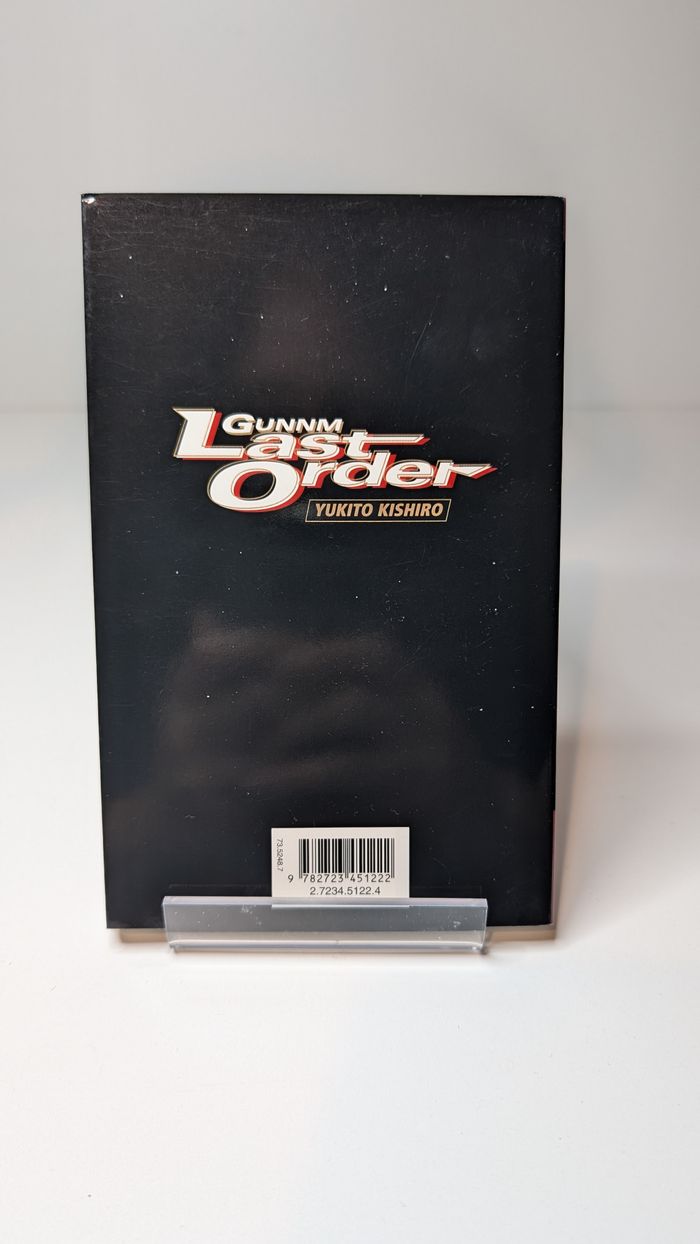 GUNNM
Last
Order
YUKITO KISHIRO
73.5248.7
9 782723 451222
2.7234.5122.4